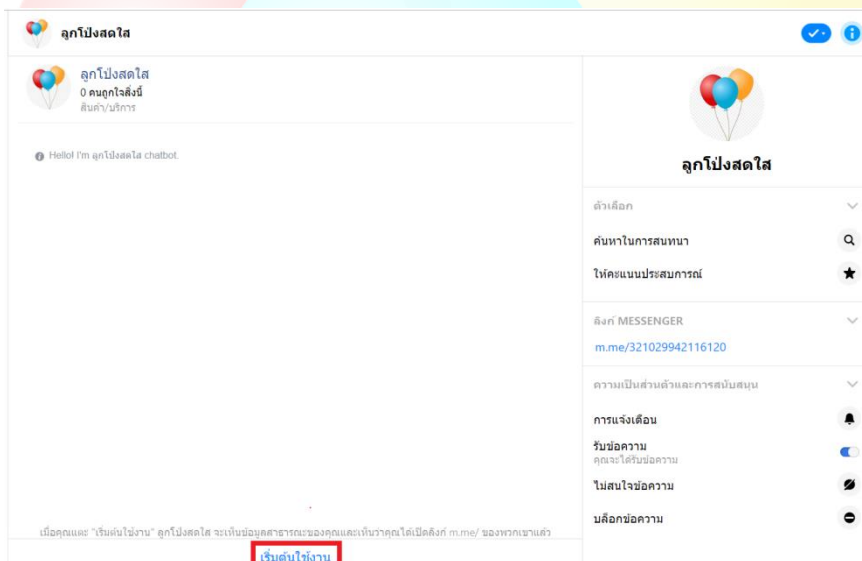 ลูกโป่งสดใส
ลูกโป่งสดใส
0 คนถูกใจสิ่งนี้
สินค้า/บริการ
Hello! I'm ลูกโป่งสดใส chatbot.
เมื่อคุณแตะ "เริ่มต้นใช้งาน" ลูกโป่งสดใส จะเห็นข้อมูลสาธารณะของคุณและเห็นว่าคุณได้เปิดลิงก์ m.me/ ของพวกเขาแล้ว
เริ่มต้นใช้งาน
ลูกโป่งสดใส
ตัวเลือก
ค้นหาในการสนทนา
ให้คะแนนประสบการณ์
ลิงก์ MESSENGER
m.me/321029942116120
ความเป็นส่วนตัวและการสนับสนุน
การแจ้งเตือน
รับข้อความ
คุณจะได้รับข้อความ
ไม่สนใจข้อความ
บล็อกข้อความ